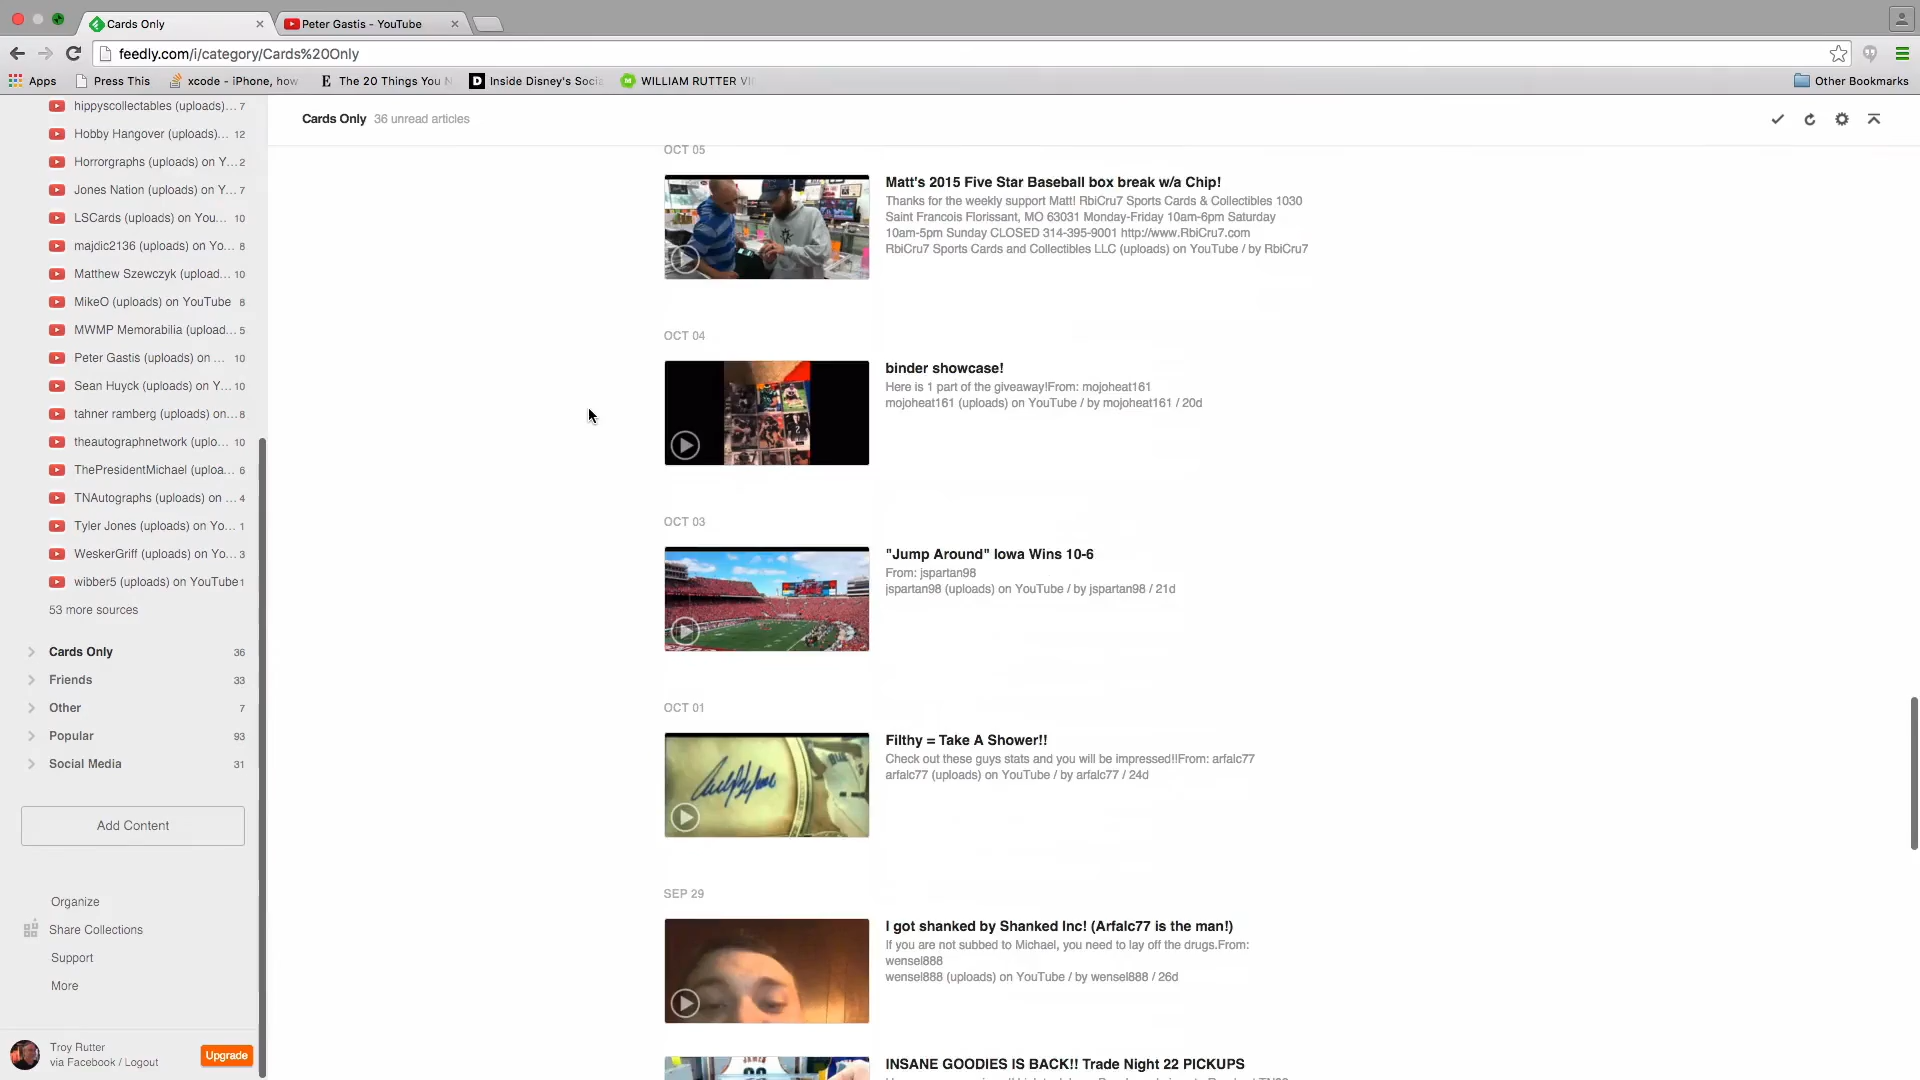 Cards Only
Peter Gastis - YouTube
feedly.com/i/category/Cards%20Only
Apps
Press This
xcode - iPhone, how
The 20 Things You N
Inside Disney's Socia
WILLIAM RUTTER VI
Other Bookmarks
hippyscollectables (uploads)... 7
Hobby Hangover (uploads)... 12
Horrorgraphs (uploads) on Y... 2
Jones Nation (uploads) on Y... 7
LSCards (uploads) on You... 10
majdic2136 (uploads) on Yo... 8
Matthew Szewczyk (upload... 10
MikeO (uploads) on YouTube 8
MWMP Memorabilia (upload... 5
Peter Gastis (uploads) on ... 10
Sean Huyck (uploads) on Y... 10
tahner ramberg (uploads) on... 8
theautographnetwork (uplo... 10
ThePresidentMichael (uploa... 6
TNAutographs (uploads) on ... 4
Tyler Jones (uploads) on Yo... 1
WeskerGriff (uploads) on Yo... 3
wibber5 (uploads) on YouTube 1
53 more sources
Cards Only 36
Friends 33
Other 7
Popular 93
Social Media 31
Add Content
Organize
Share Collections
Support
More
Troy Rutter
via Facebook / Logout
Upgrade
Cards Only 36 unread articles
OCT 05
Matt's 2015 Five Star Baseball box break w/a Chip!
Thanks for the weekly support Matt! RbiCru7 Sports Cards & Collectibles 1030
Saint Francois Florissant, MO 63031 Monday-Friday 10am-6pm Saturday
10am-5pm Sunday CLOSED 314-395-9001 http://www.RbiCru7.com
RbiCru7 Sports Cards and Collectibles LLC (uploads) on YouTube / by RbiCru7
OCT 04
binder showcase!
Here is 1 part of the giveaway!From: mojoheat161
mojoheat161 (uploads) on YouTube / by mojoheat161 / 20d
OCT 03
"Jump Around" Iowa Wins 10-6
From: jspartan98
jspartan98 (uploads) on YouTube / by jspartan98 / 21d
OCT 01
Filthy = Take A Shower!!
Check out these guys stats and you will be impressed!!From: arfalc77
arfalc77 (uploads) on YouTube / by arfalc77 / 24d
SEP 29
I got shanked by Shanked Inc! (Arfalc77 is the man!)
If you are not subbed to Michael, you need to lay off the drugs.From:
wensel888
wensel888 (uploads) on YouTube / by wensel888 / 26d
INSANE GOODIES IS BACK!! Trade Night 22 PICKUPS